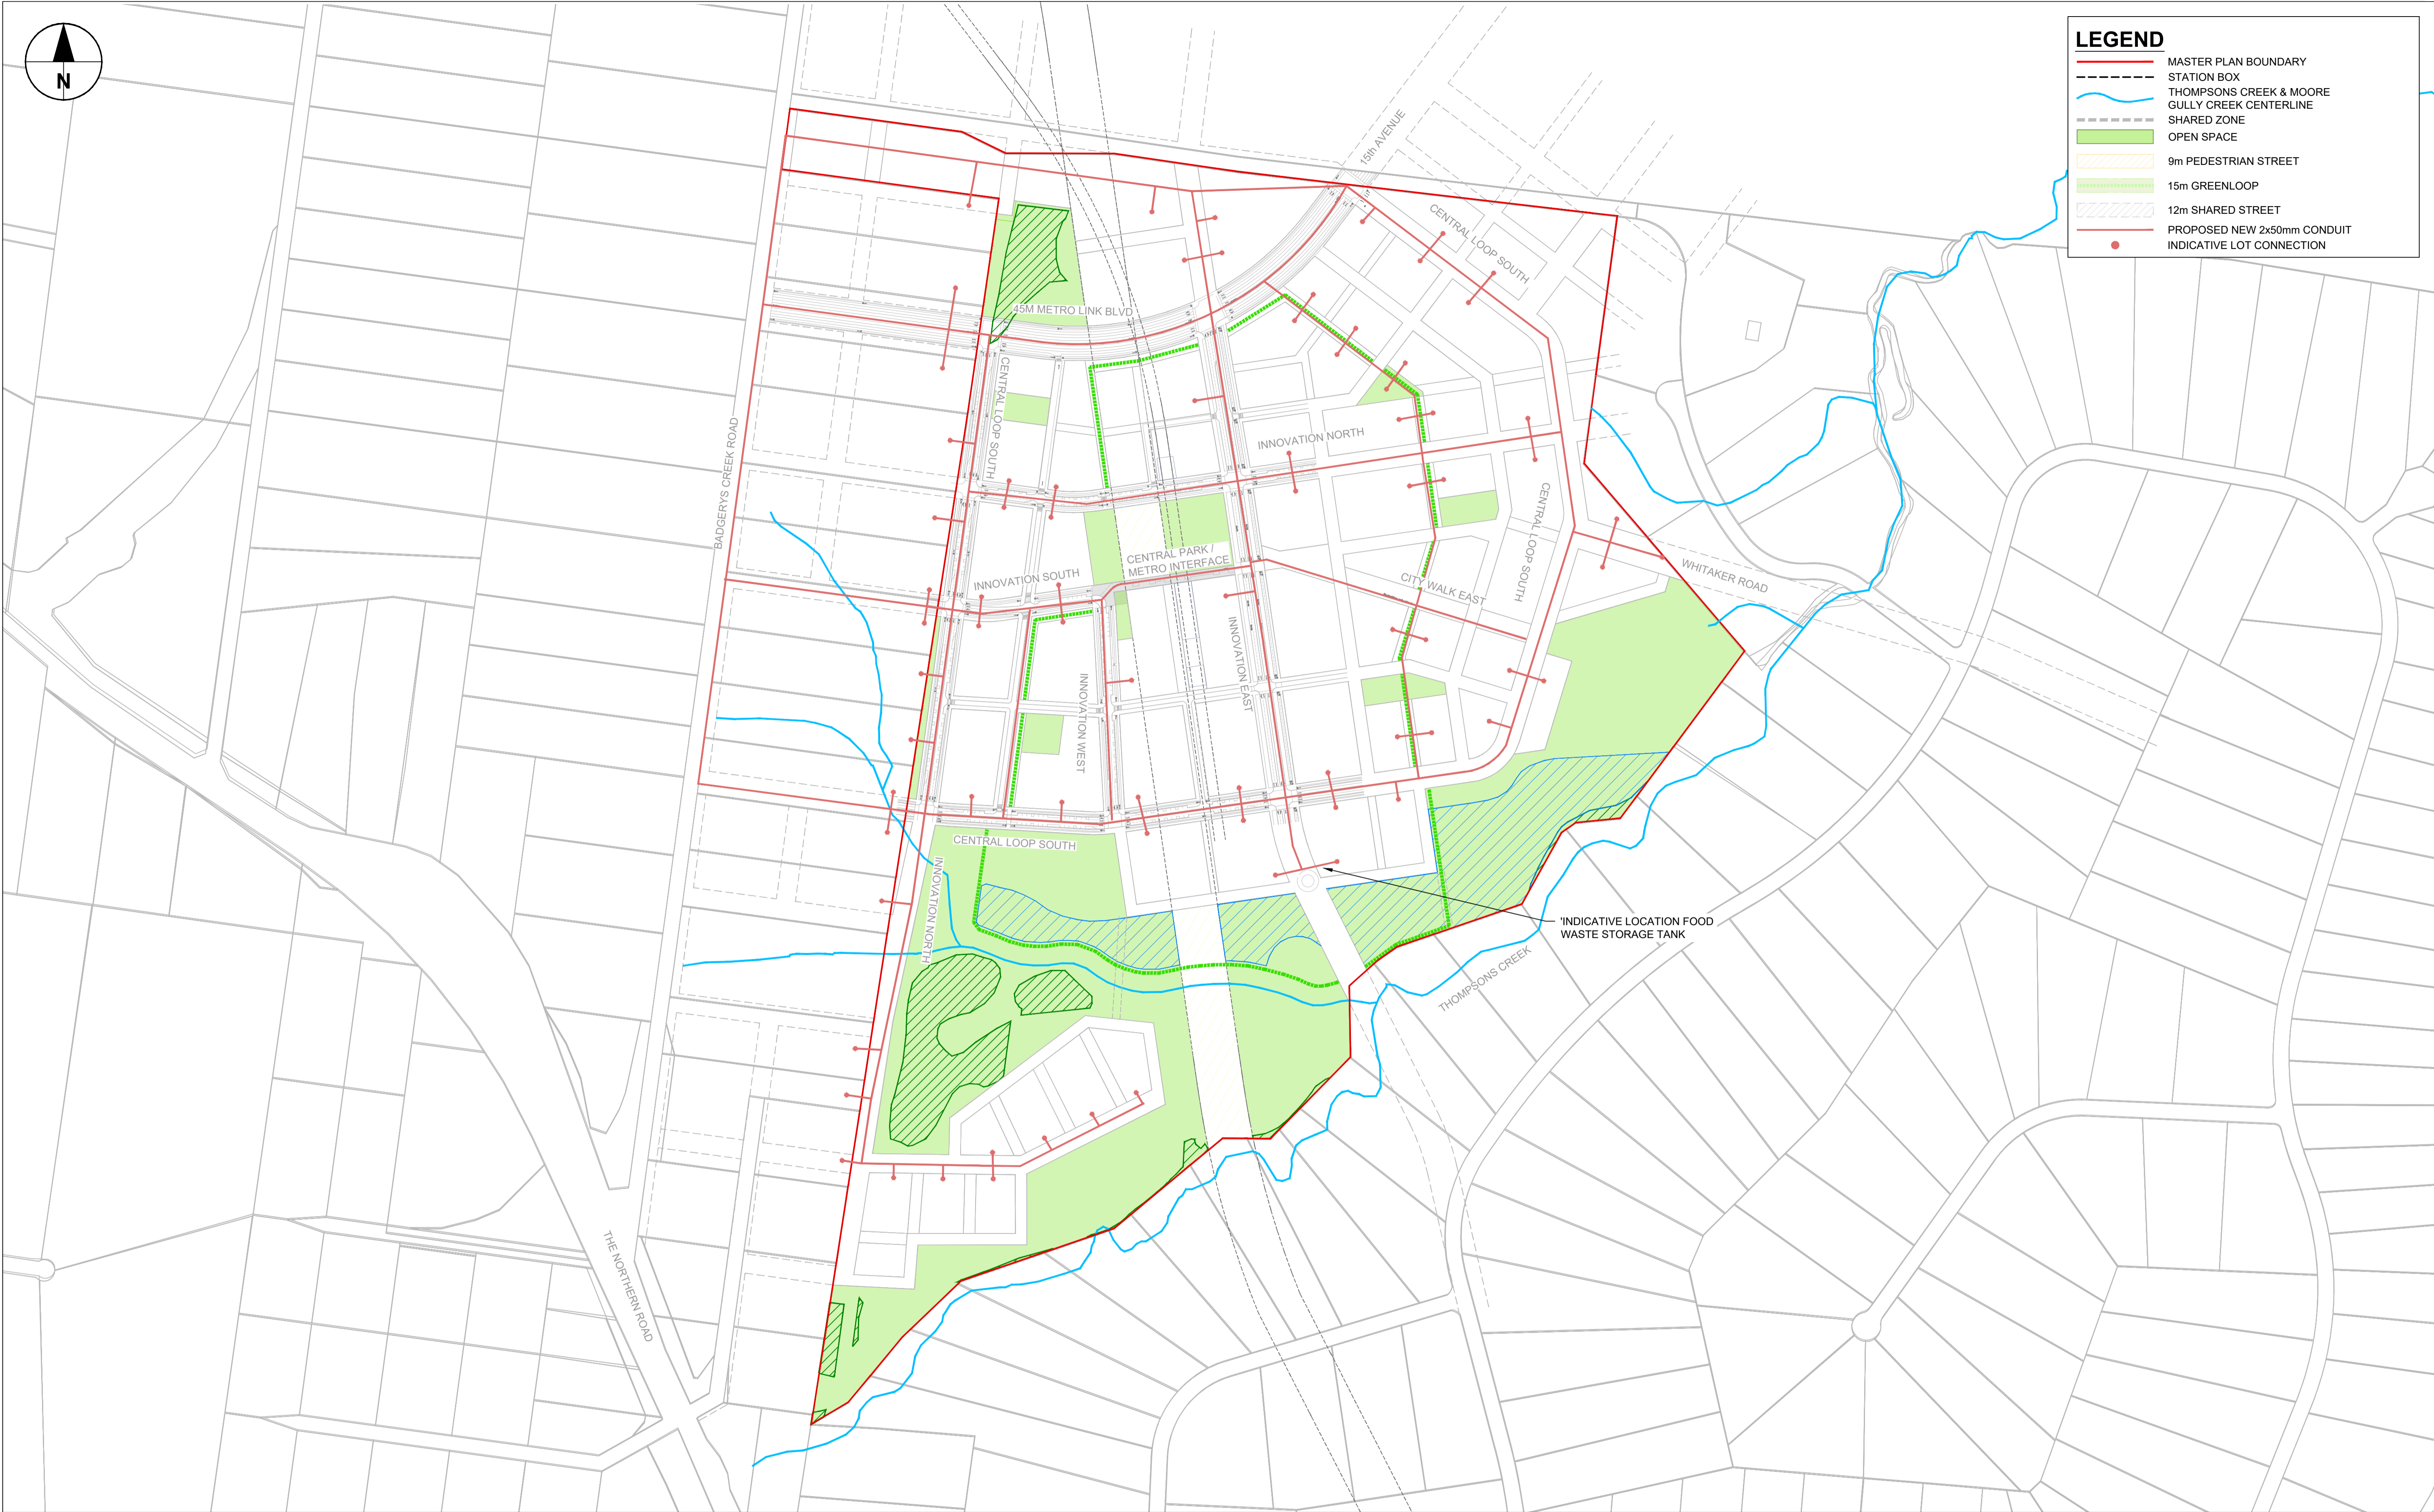 N
LEGEND
MASTER PLAN BOUNDARY
STATION BOX
THOMPSONS CREEK & MOORE
GULLY CREEK CENTERLINE
SHARED ZONE
OPEN SPACE
9m PEDESTRIAN STREET
15m GREENLOOP
12m SHARED STREET
PROPOSED NEW 2x50mm CONDUIT
INDICATIVE LOT CONNECTION
15th AVENUE
CENTRAL LOOP SOUTH
45M METRO LINK BLVD
CENTRAL LOOP SOUTH
BADGERYS CREEK ROAD
INNOVATION NORTH
CENTRAL LOOP SOUTH
CENTRAL PARK /
METRO INTERFACE
INNOVATION SOUTH
CITY WALK EAST
WHITAKER ROAD
INNOVATION EAST
INNOVATION WEST
CENTRAL LOOP SOUTH
INNOVATION NORTH
'INDICATIVE LOCATION FOOD
WASTE STORAGE TANK
THOMPSONS CREEK
THE NORTHERN ROAD